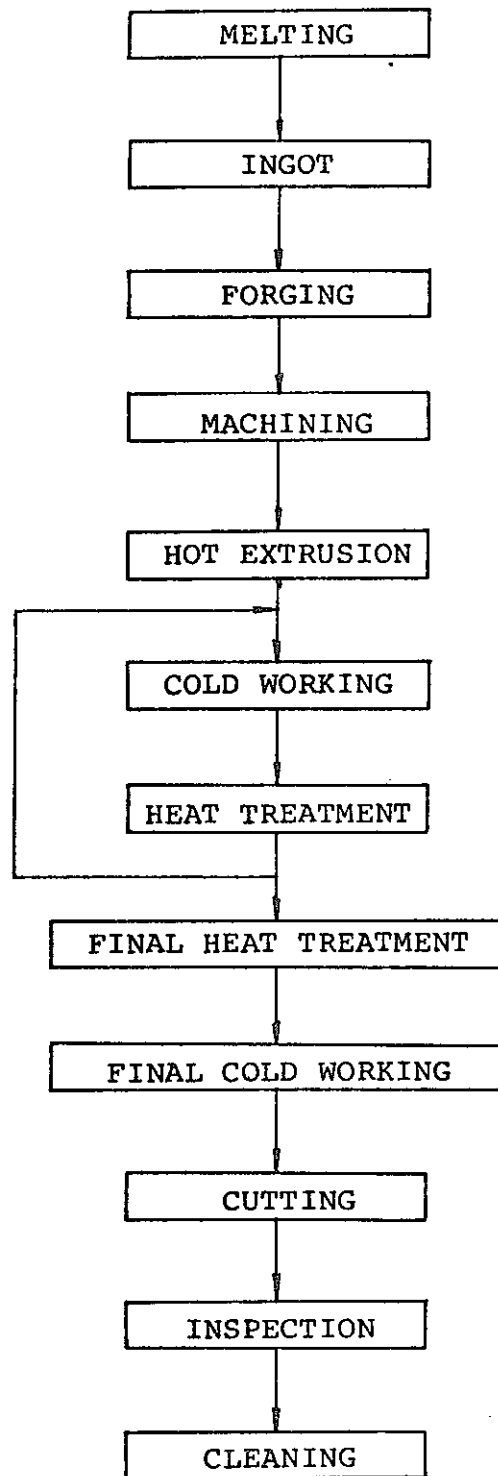 MELTING
INGOT
FORGING
MACHINING
HOT EXTRUSION
COLD WORKING
HEAT TREATMENT
FINAL HEAT TREATMENT
FINAL COLD WORKING
CUTTING
INSPECTION
CLEANING